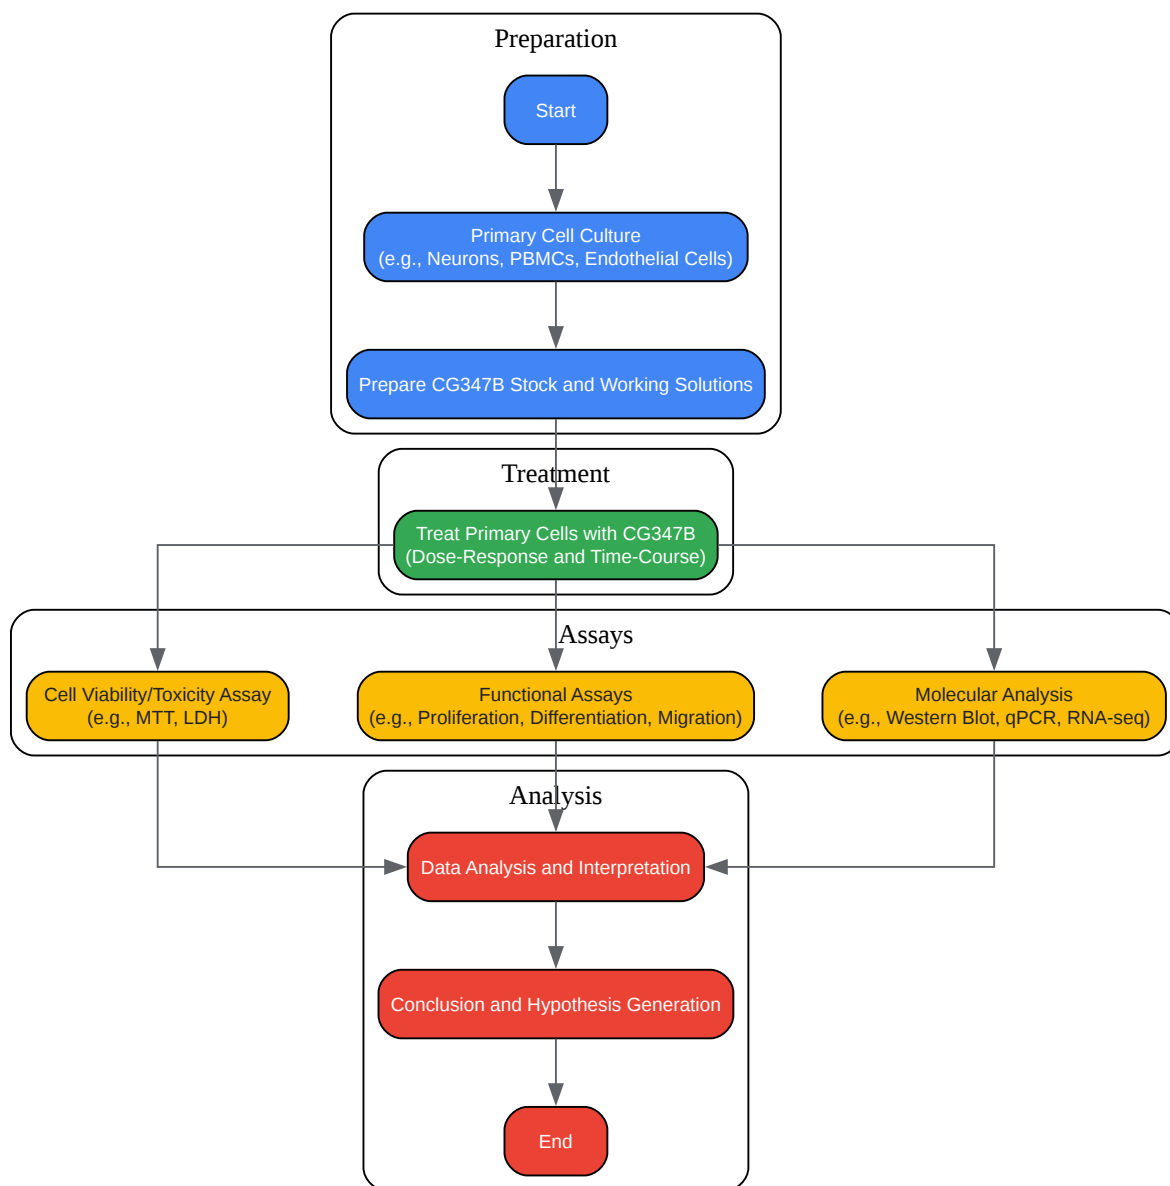 Preparation
Start
Primary Cell Culture
(e.g., Neurons, PBMCs, Endothelial Cells)
Prepare CG347B Stock and Working Solutions
Treatment
Treat Primary Cells with CG347B
(Dose-Response and Time-Course)
Assays
Cell Viability/Toxicity Assay
(e.g., MTT, LDH)
Functional Assays
(e.g., Proliferation, Differentiation, Migration)
Molecular Analysis
(e.g., Western Blot, qPCR, RNA-seq)
Analysis
Data Analysis and Interpretation
Conclusion and Hypothesis Generation
End